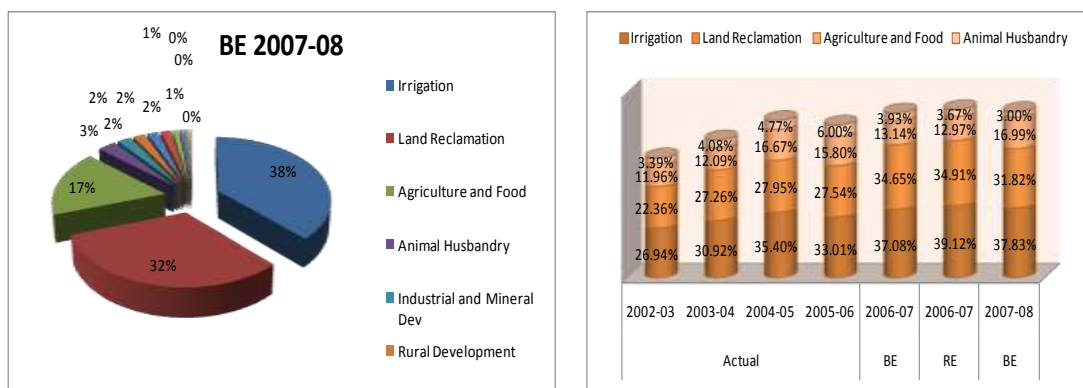 BE 2007-08
1%
0%
0%
2%
2%
1%
3%
2%
2%
0%
17%
38%
32%
Irrigation
Land Reclamation
Agriculture and Food
Animal Husbandry
Industrial and Mineral
Dev
Rural Development
Irrigation Land Reclamation Agriculture and Food Animal Husbandry
3.39% 4.08% 4.77% 6.00% 3.93% 3.67% 3.00%
11.96% 12.09% 16.67% 15.80% 13.14% 12.97% 16.99%
22.36% 27.26% 27.95% 27.54% 34.65% 34.91% 31.82%
26.94% 30.92% 35.40% 33.01% 37.08% 39.12% 37.83%
2002-03 2003-04 2004-05 2005-06 2006-07 2006-07 2007-08
Actual BE RE BE